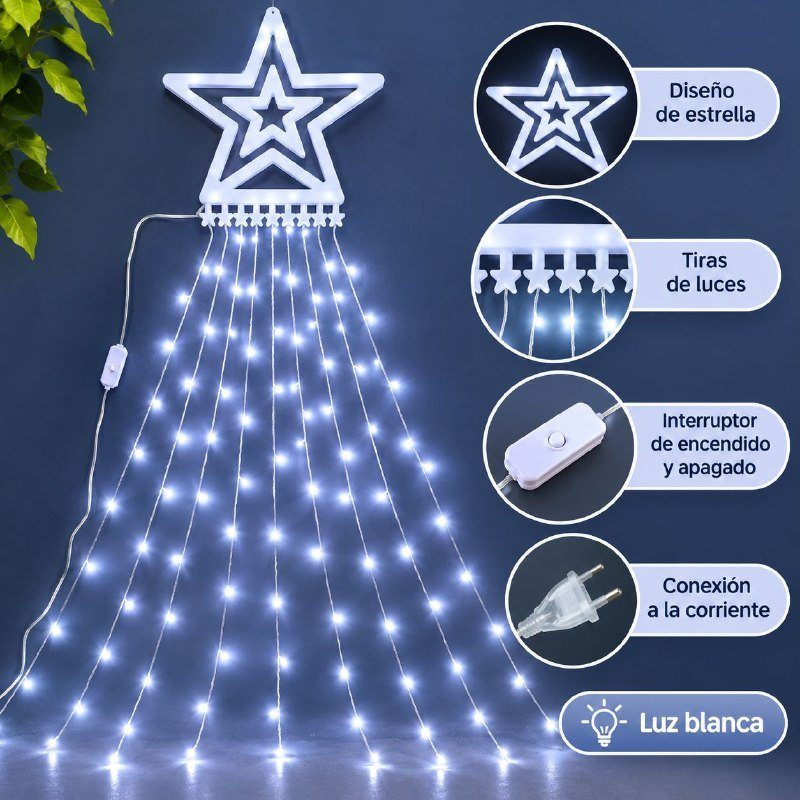 Diseño
de estrella
Tiras
de luces
Interruptor
de encendido
y apagado
Conexión
a la corriente
Luz blanca